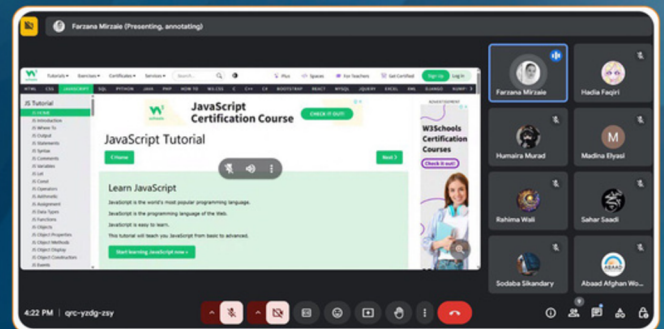 Farzana Mirzaie (Presenting, annotating)
Tutorials Exercises Certificates Services Search... Plus Spaces For Teachers Get Certified Sign Up Log in
HTML CSS JAVASCRIPT SQL PYTHON JAVA PHP HOW TO W3.CSS C C++ C# BOOTSTRAP REACT MYSQL JQUERY EXCEL XML DJANGO NUMPY
JS Tutorial
JS HOME
JS Introduction
JS Where To
JS Output
JS Statements
JS Syntax
JS Comments
JS Variables
JS Let
JS Const
JS Operators
JS Arithmetic
JS Assignment
JS Data Types
JS Functions
JS Objects
JS Object Properties
JS Object Methods
JS Object Display
JS Object Constructors
JS Events
JavaScript
Certification Course
CHECK IT OUT!
JavaScript Tutorial
❮ Home
Next ❯
Learn JavaScript
JavaScript is the world's most popular programming language.
JavaScript is the programming language of the Web.
JavaScript is easy to learn.
This tutorial will teach you JavaScript from basic to advanced.
Start learning JavaScript now »
ADVERTISEMENT
W3Schools
Certification
Courses
Check it out!
Farzana Mirzaie
Hadia Faqiri
Humaira Murad
M
Madina Elyasi
Rahima Wali
Sahar Saadi
Sodaba Sikandary
ABAAD
Abaad Afghan Wo...
4:22 PM | qrc-yzdg-zsy
9